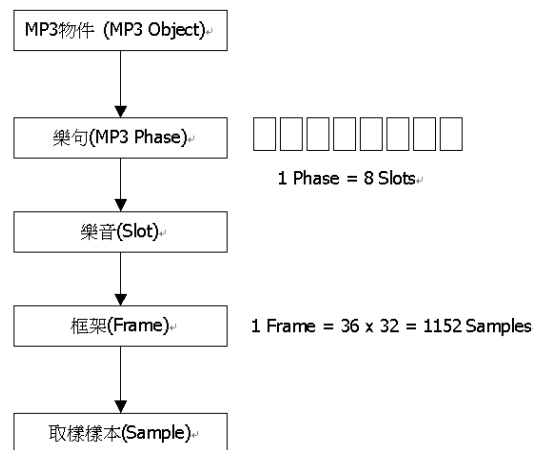 MP3物件 (MP3 Object)
樂句(MP3 Phase)
1 Phase = 8 Slots
樂音(Slot)
框架(Frame)
1 Frame = 36 x 32 = 1152 Samples
取樣樣本(Sample)